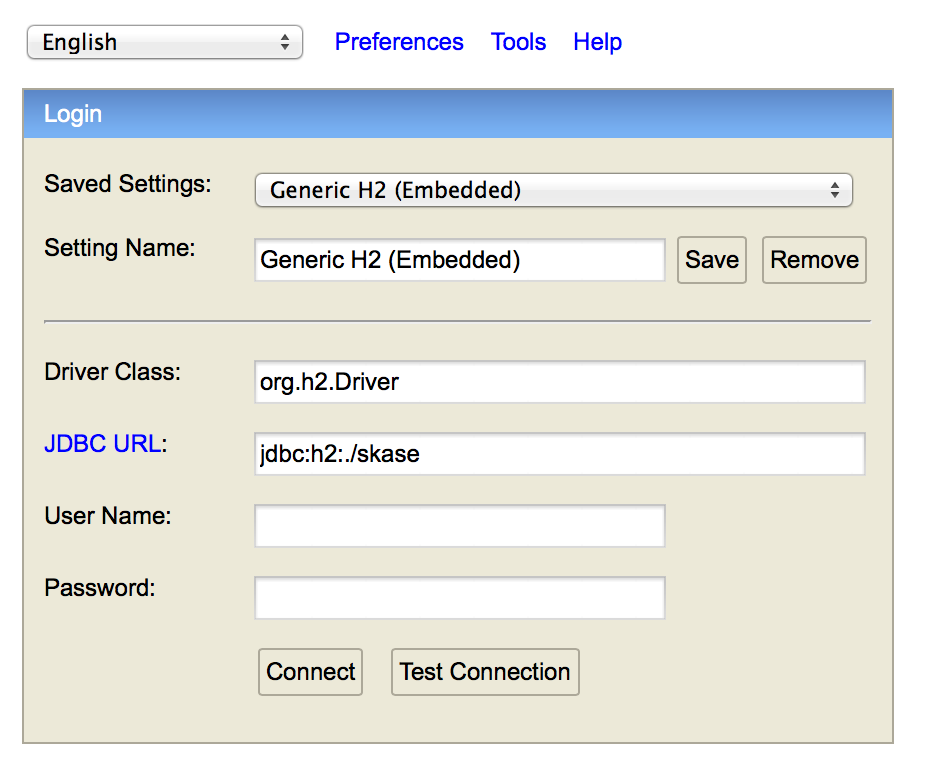 English Preferences Tools Help
Login
Saved Settings: Generic H2 (Embedded)
Setting Name: Generic H2 (Embedded) Save Remove
Driver Class: org.h2.Driver
JDBC URL: jdbc:h2:./skase
User Name:
Password:
Connect Test Connection